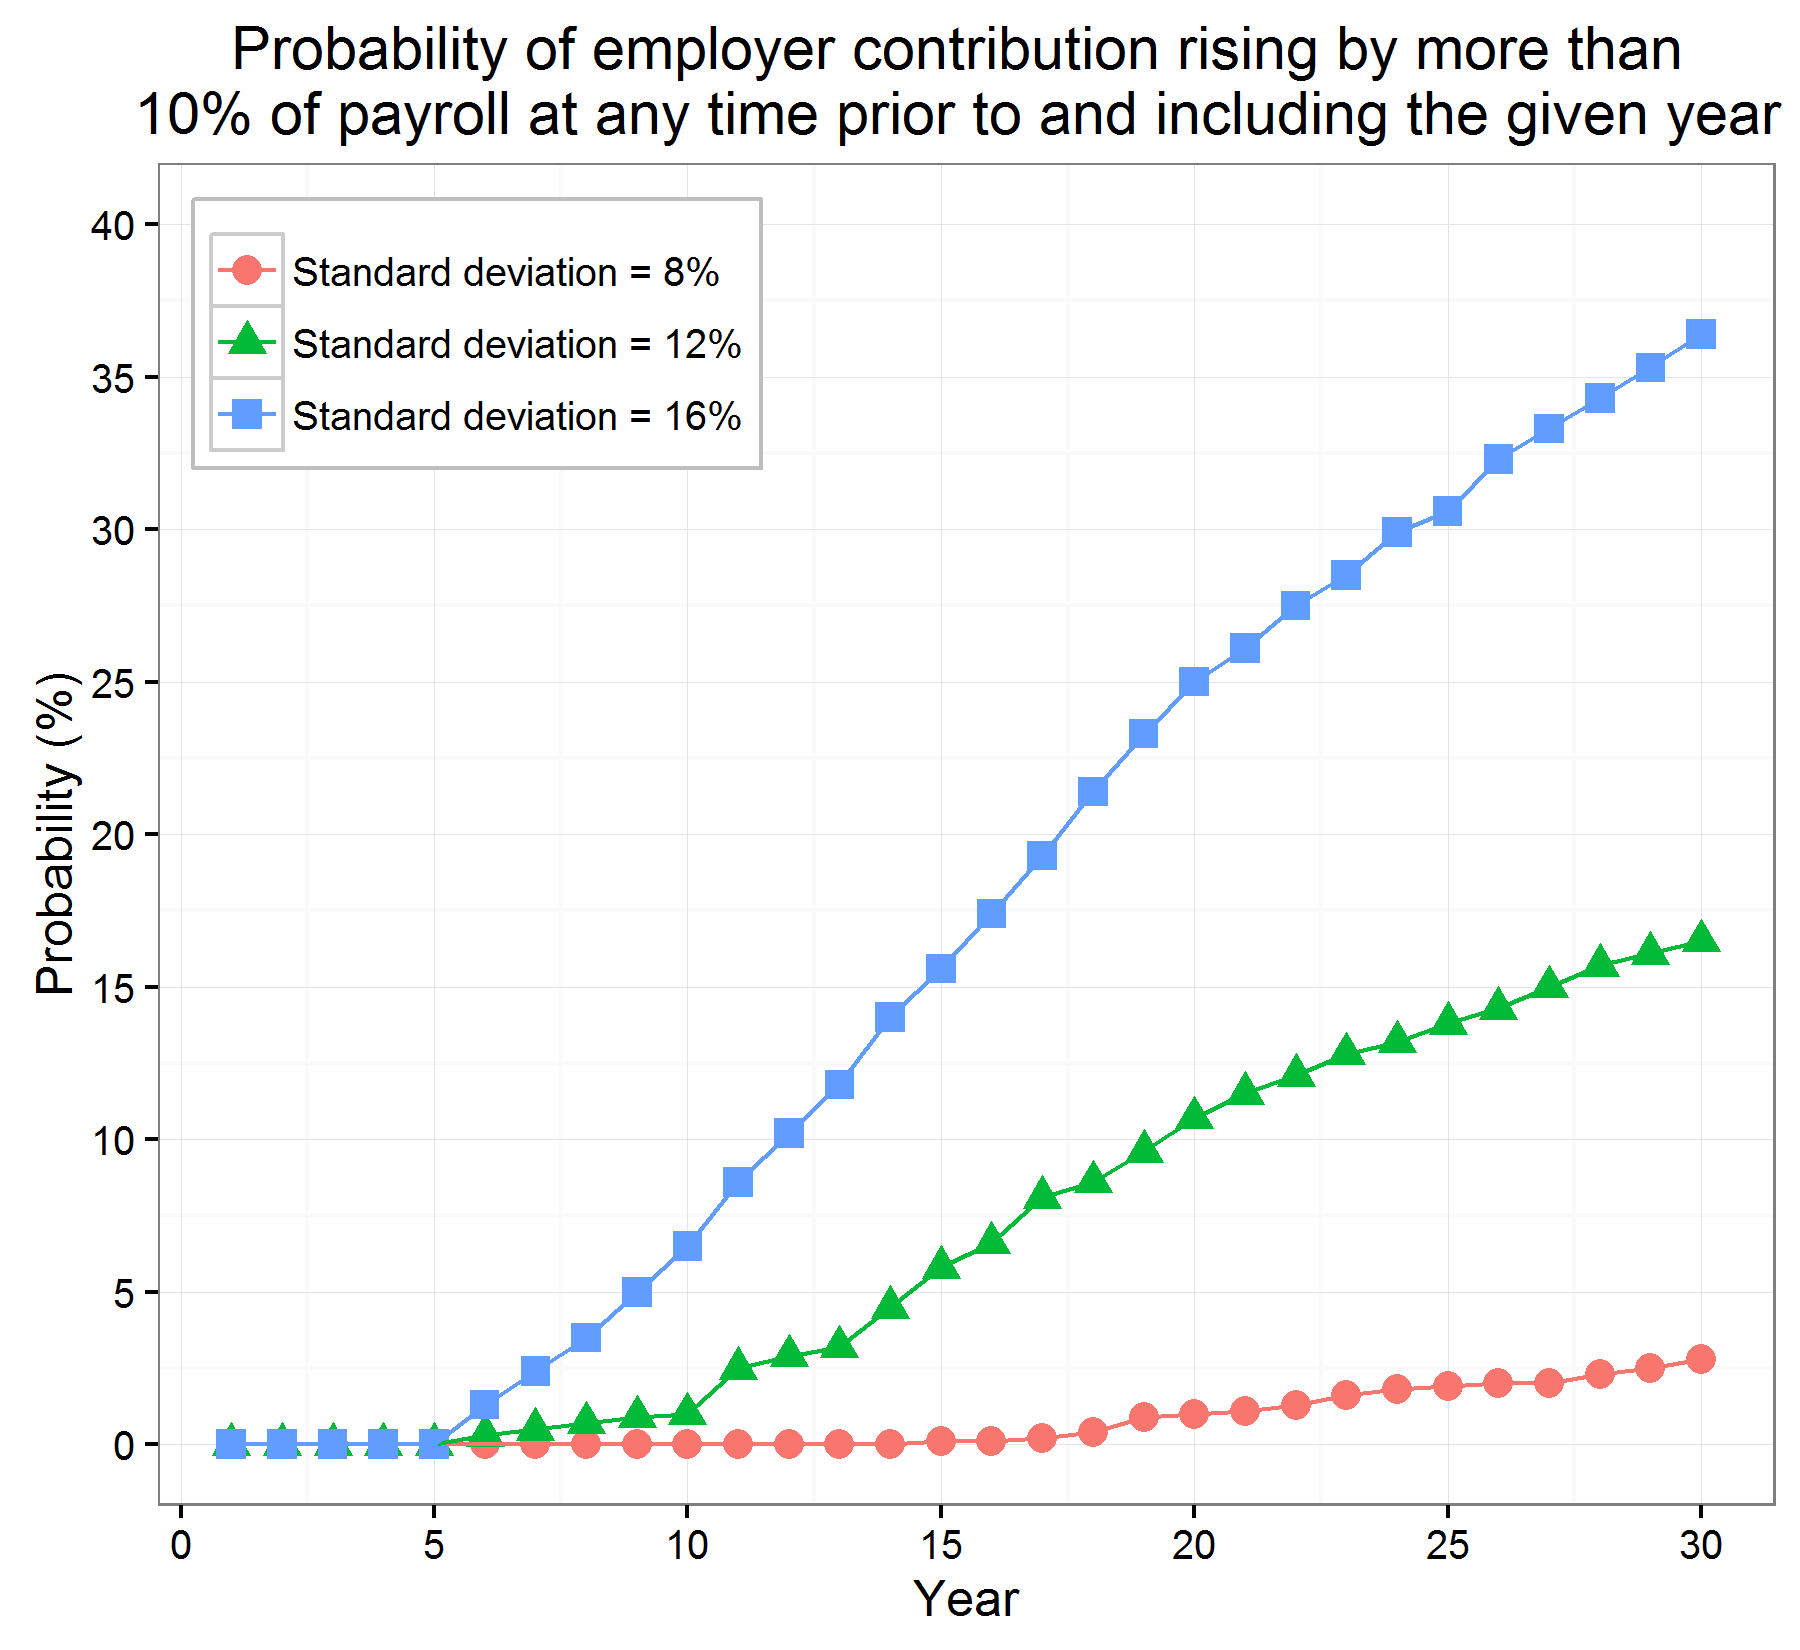 Probability of employer contribution rising by more than
10% of payroll at any time prior to and including the given year
Standard deviation = 8%
Standard deviation = 12%
Standard deviation = 16%
40
35
30
25
20
15
10
5
0
Probability (%)
0 5 10 15 20 25 30
Year